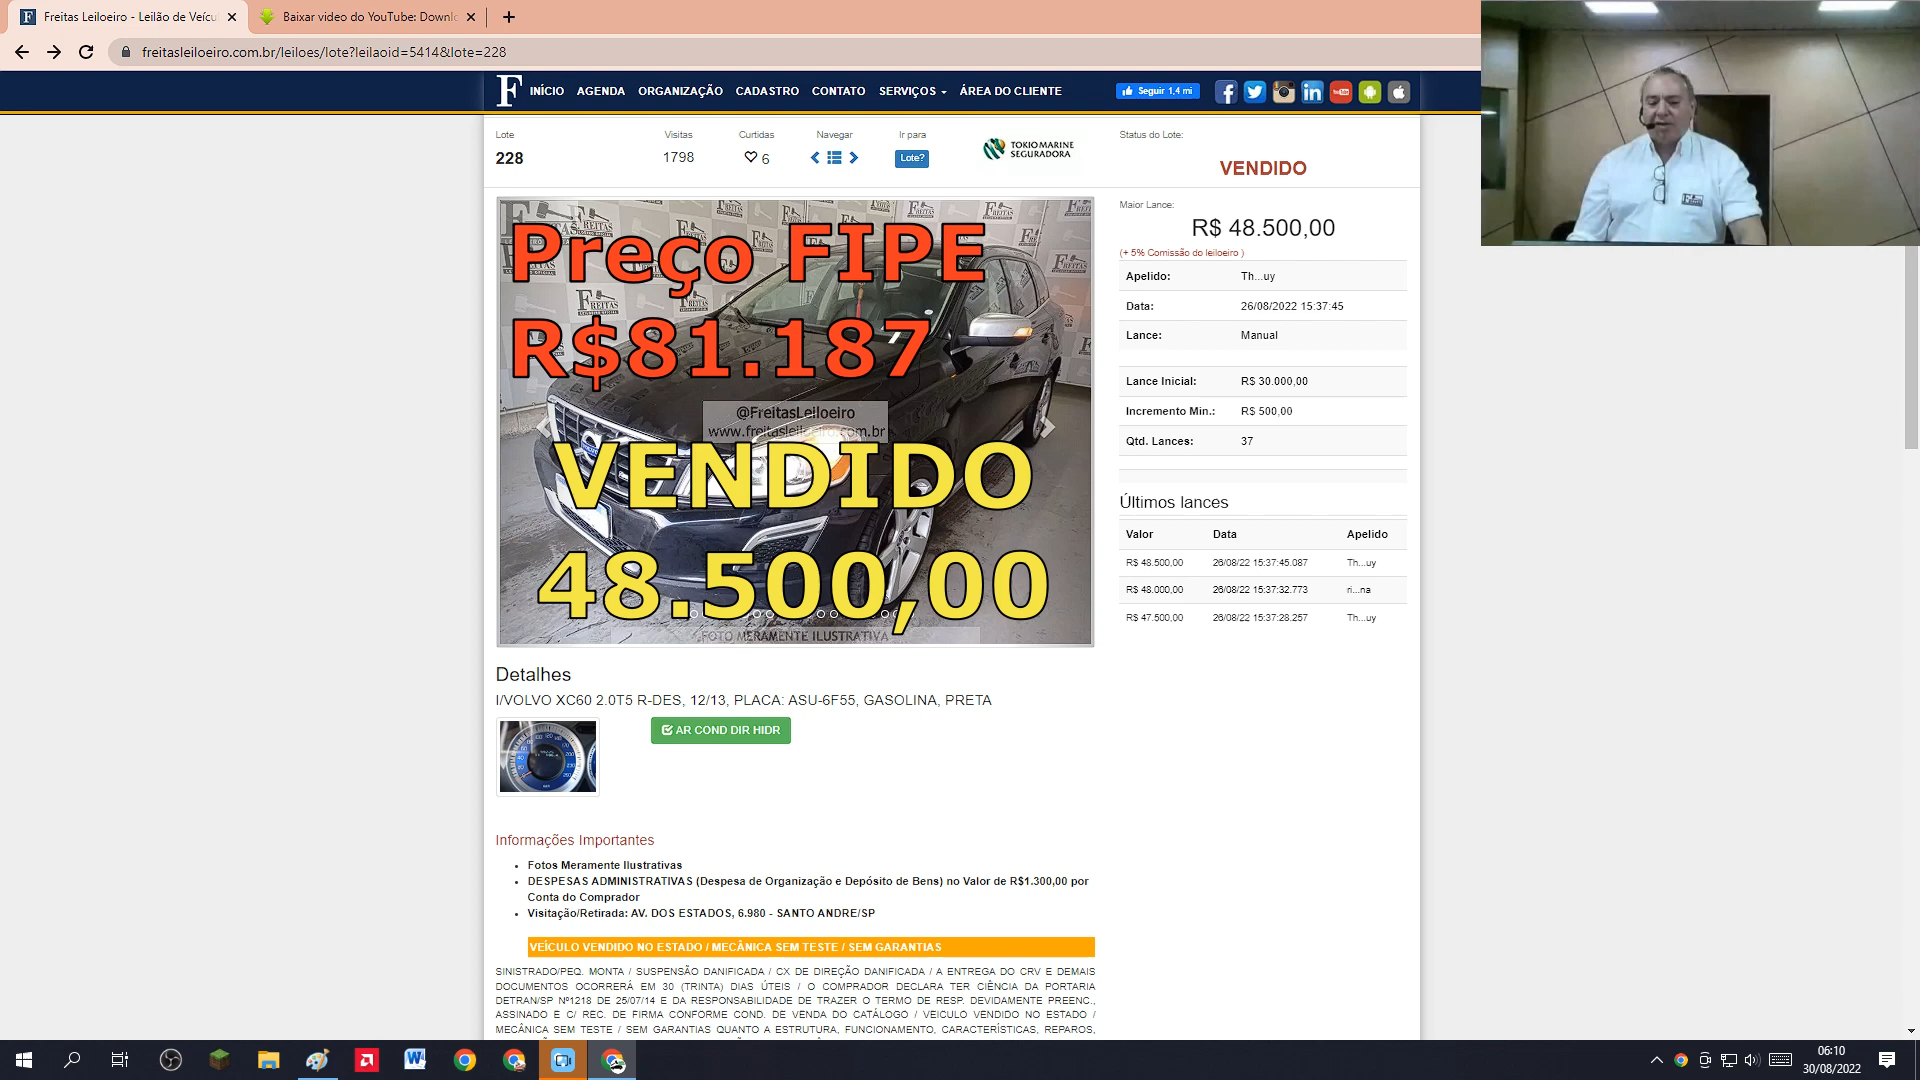 Freitas Leiloeiro - Leilão de Veícu
Baixar video do YouTube: Downlo
freitasleiloeiro.com.br/leiloes/lote?leilaoid=5414&lote=228
F INÍCIO AGENDA ORGANIZAÇÃO CADASTRO CONTATO SERVIÇOS ÁREA DO CLIENTE
Seguir 1,4 mi
Lote Visitas Curtidas Navegar Ir para
228 1798 6 Lote?
TOKIO MARINE
SEGURADORA
Status do Lote:
VENDIDO
Preço FIPE
R$81.187
@FreitasLeiloeiro
www.freitasleiloeiro.com.br
VENDIDO
48.500,00
FOTO MERAMENTE ILUSTRATIVA
Maior Lance:
R$ 48.500,00
(+ 5% Comissão do leiloeiro )
Apelido: Th...uy
Data: 26/08/2022 15:37:45
Lance: Manual
Lance Inicial: R$ 30.000,00
Incremento Min.: R$ 500,00
Qtd. Lances: 37
Últimos lances
Valor Data Apelido
R$ 48.500,00 26/08/22 15:37:45.087 Th...uy
R$ 48.000,00 26/08/22 15:37:32.773 ri...na
R$ 47.500,00 26/08/22 15:37:28.257 Th...uy
Detalhes
I/VOLVO XC60 2.0T5 R-DES, 12/13, PLACA: ASU-6F55, GASOLINA, PRETA
AR COND DIR HIDR
Informações Importantes
Fotos Meramente Ilustrativas
DESPESAS ADMINISTRATIVAS (Despesa de Organização e Depósito de Bens) no Valor de R$1.300,00 por
Conta do Comprador
Visitação/Retirada: AV. DOS ESTADOS, 6.980 - SANTO ANDRE/SP
VEÍCULO VENDIDO NO ESTADO / MECÂNICA SEM TESTE / SEM GARANTIAS
SINISTRADO/PEQ. MONTA / SUSPENSÃO DANIFICADA / CX DE DIREÇÃO DANIFICADA / A ENTREGA DO CRV E DEMAIS
DOCUMENTOS OCORRERÁ EM 30 (TRINTA) DIAS ÚTEIS / O COMPRADOR DECLARA TER CIÊNCIA DA PORTARIA
DETRAN/SP Nº1218 DE 25/07/14 E DA RESPONSABILIDADE DE TRAZER O TERMO DE RESP. DEVIDAMENTE PREENC.,
ASSINADO E C/ REC. DE FIRMA CONFORME COND. DE VENDA DO CATÁLOGO / VEICULO VENDIDO NO ESTADO /
MECÂNICA SEM TESTE / SEM GARANTIAS QUANTO A ESTRUTURA, FUNCIONAMENTO, CARACTERÍSTICAS, REPAROS,
06:10
30/08/2022